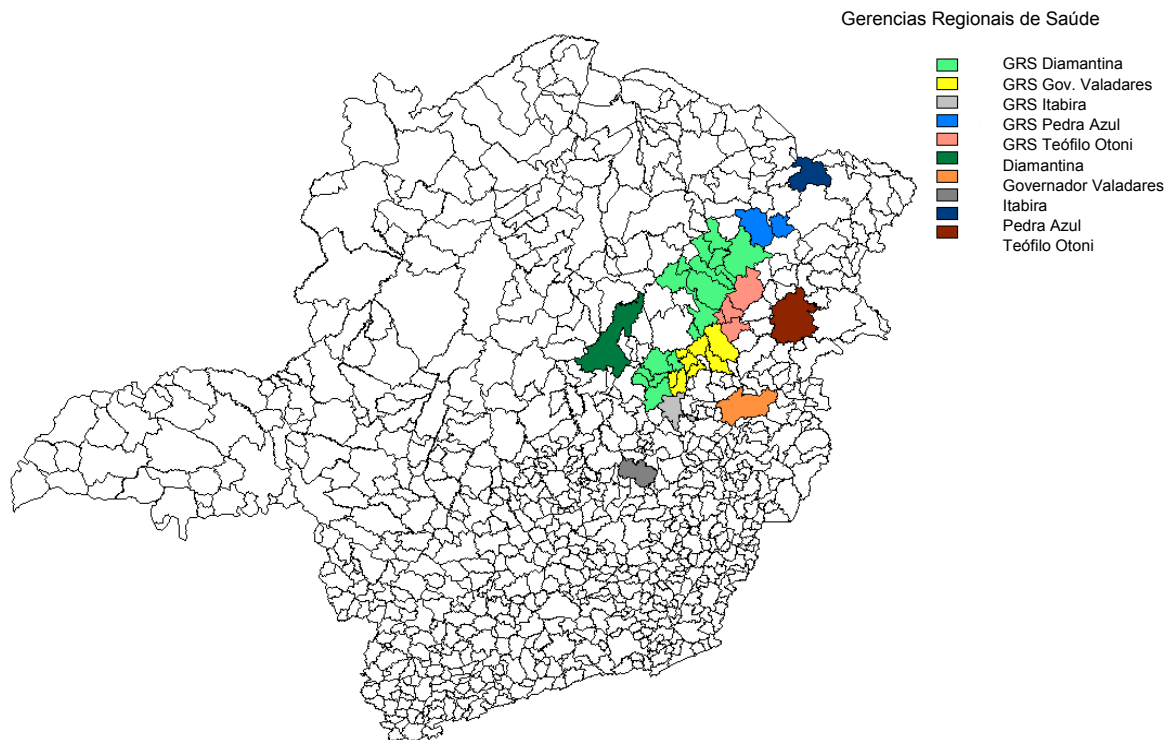 Gerencias Regionais de Saúde
GRS Diamantina
GRS Gov. Valadares
GRS Itabira
GRS Pedra Azul
GRS Teófilo Otoni
Diamantina
Governador Valadares
Itabira
Pedra Azul
Teófilo Otoni